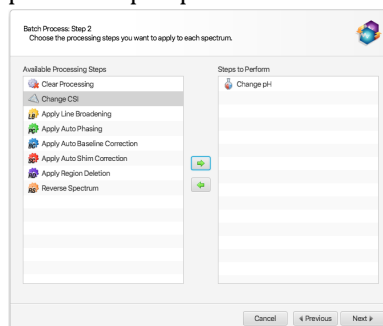 Batch Process: Step 2
Choose the processing steps you want to apply to each spectrum.
Available Processing Steps
Clear Processing
Change CSI
LB Apply Line Broadening
Apply Auto Phasing
Apply Auto Baseline Correction
Apply Auto Shim Correction
Apply Region Deletion
RS Reverse Spectrum
Steps to Perform
Change pH
Cancel
Previous
Next